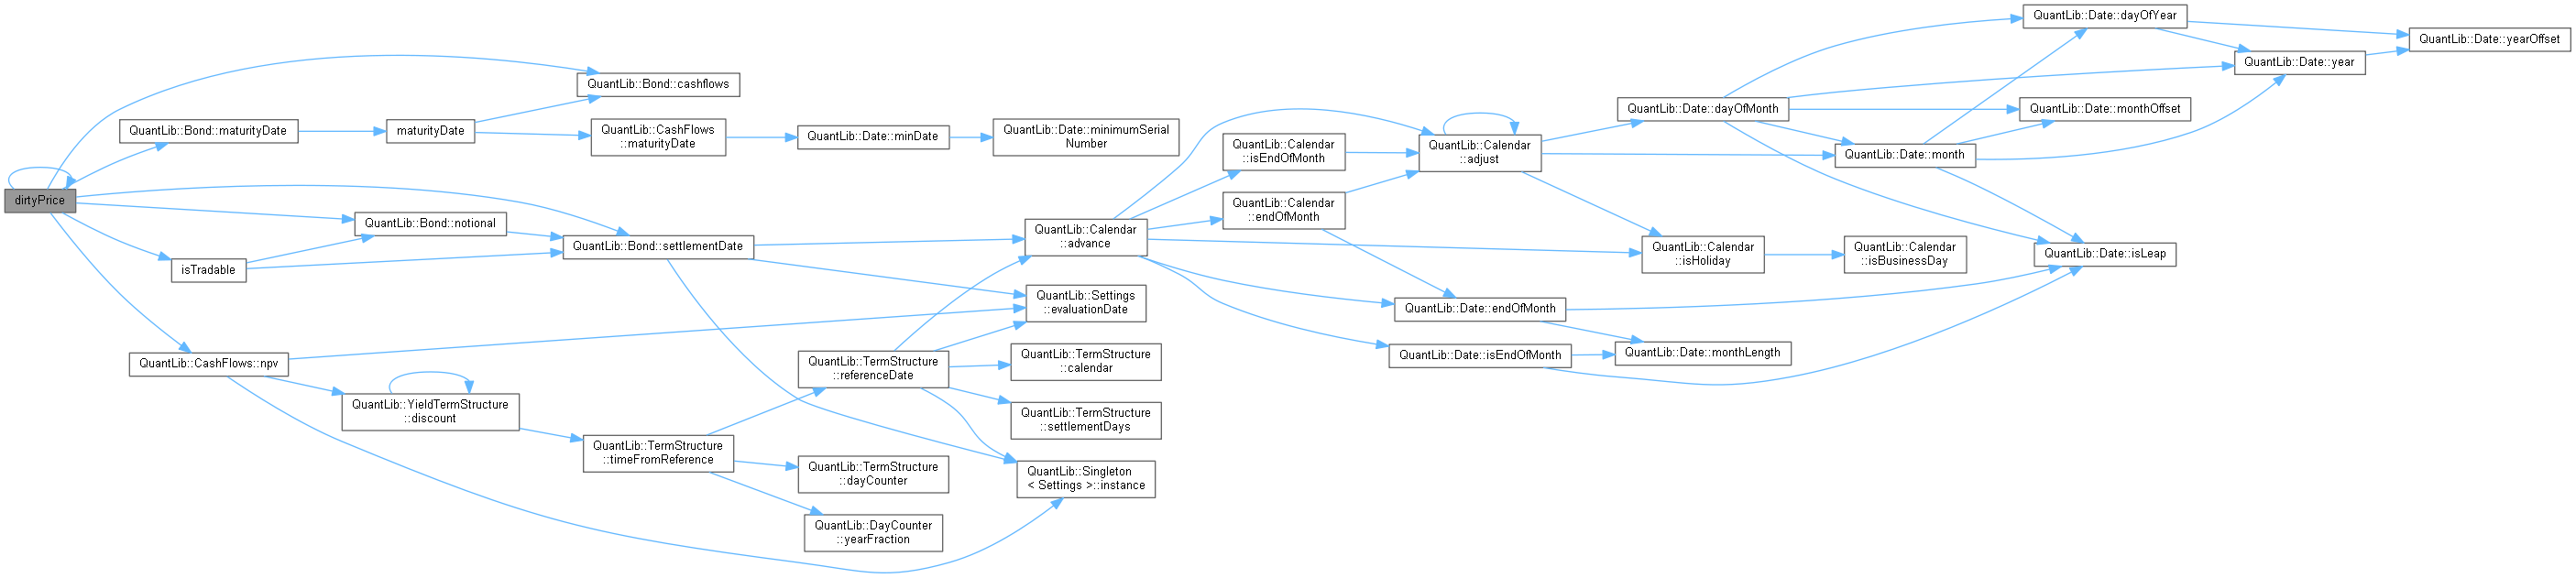 dirtyPrice
QuantLib::Bond::cashflows
QuantLib::Bond::maturityDate
maturityDate
QuantLib::CashFlows
::maturityDate
QuantLib::Date::minDate
QuantLib::Date::minimumSerial
Number
QuantLib::Bond::notional
isTradable
QuantLib::Bond::settlementDate
QuantLib::CashFlows::npv
QuantLib::YieldTermStructure
::discount
QuantLib::TermStructure
::timeFromReference
QuantLib::TermStructure
::referenceDate
QuantLib::TermStructure
::dayCounter
QuantLib::DayCounter
::yearFraction
QuantLib::Calendar
::advance
QuantLib::Settings
::evaluationDate
QuantLib::TermStructure
::calendar
QuantLib::TermStructure
::settlementDays
QuantLib::Singleton
< Settings >::instance
QuantLib::Calendar
::isEndOfMonth
QuantLib::Calendar
::endOfMonth
QuantLib::Calendar
::adjust
QuantLib::Date::endOfMonth
QuantLib::Date::isEndOfMonth
QuantLib::Date::dayOfMonth
QuantLib::Calendar
::isHoliday
QuantLib::Date::monthLength
QuantLib::Date::month
QuantLib::Calendar
::isBusinessDay
QuantLib::Date::dayOfYear
QuantLib::Date::monthOffset
QuantLib::Date::isLeap
QuantLib::Date::year
QuantLib::Date::yearOffset